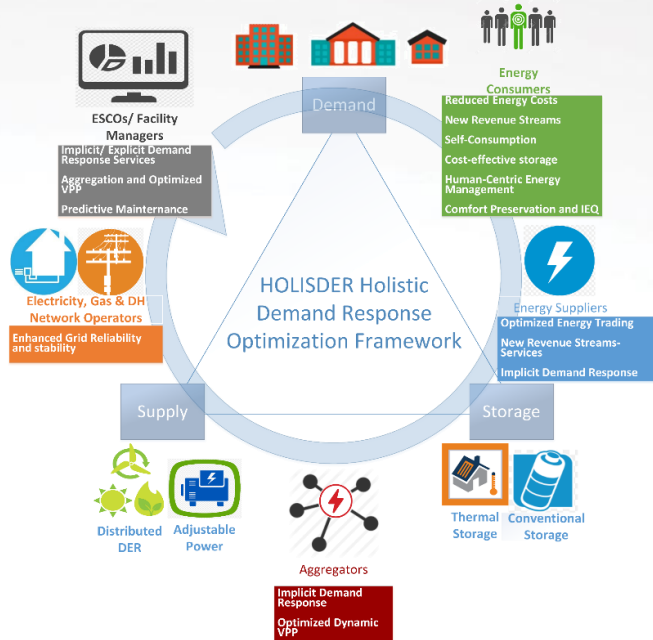 Energy
Consumers
Reduced Energy Costs
New Revenue Streams
Self-Consumption
Cost-effective storage
Human-Centric Energy
Management
Comfort Preservation and IEQ
Demand
ESCOs/ Facility
Managers
Implicit/ Explicit Demand
Response Services
Aggregation and Optimized
VPP
Predictive Mainternance
HOLISDER Holistic
Demand Response
Optimization Framework
Electricity, Gas & DH
Network Operators
Enhanced Grid Reliability
and stability
Energy Suppliers
Optimized Energy Trading
New Revenue Streams-
Services
Implicit Demand Response
Supply
Storage
Distributed
DER
Adjustable
Power
Thermal
Storage
Conventional
Storage
Aggregators
Implicit Demand
Response
Optimized Dynamic
VPP